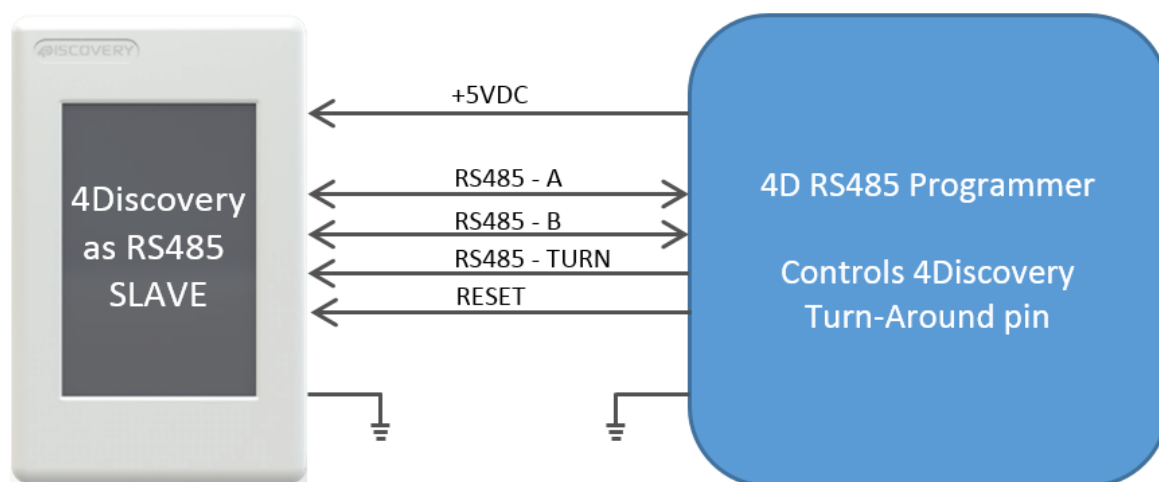 4DISCOVERY
+5VDC
RS485 - A
RS485 - B
RS485 - TURN
RESET
4Discovery
as RS485
SLAVE
4D RS485 Programmer
Controls 4Discovery
Turn-Around pin